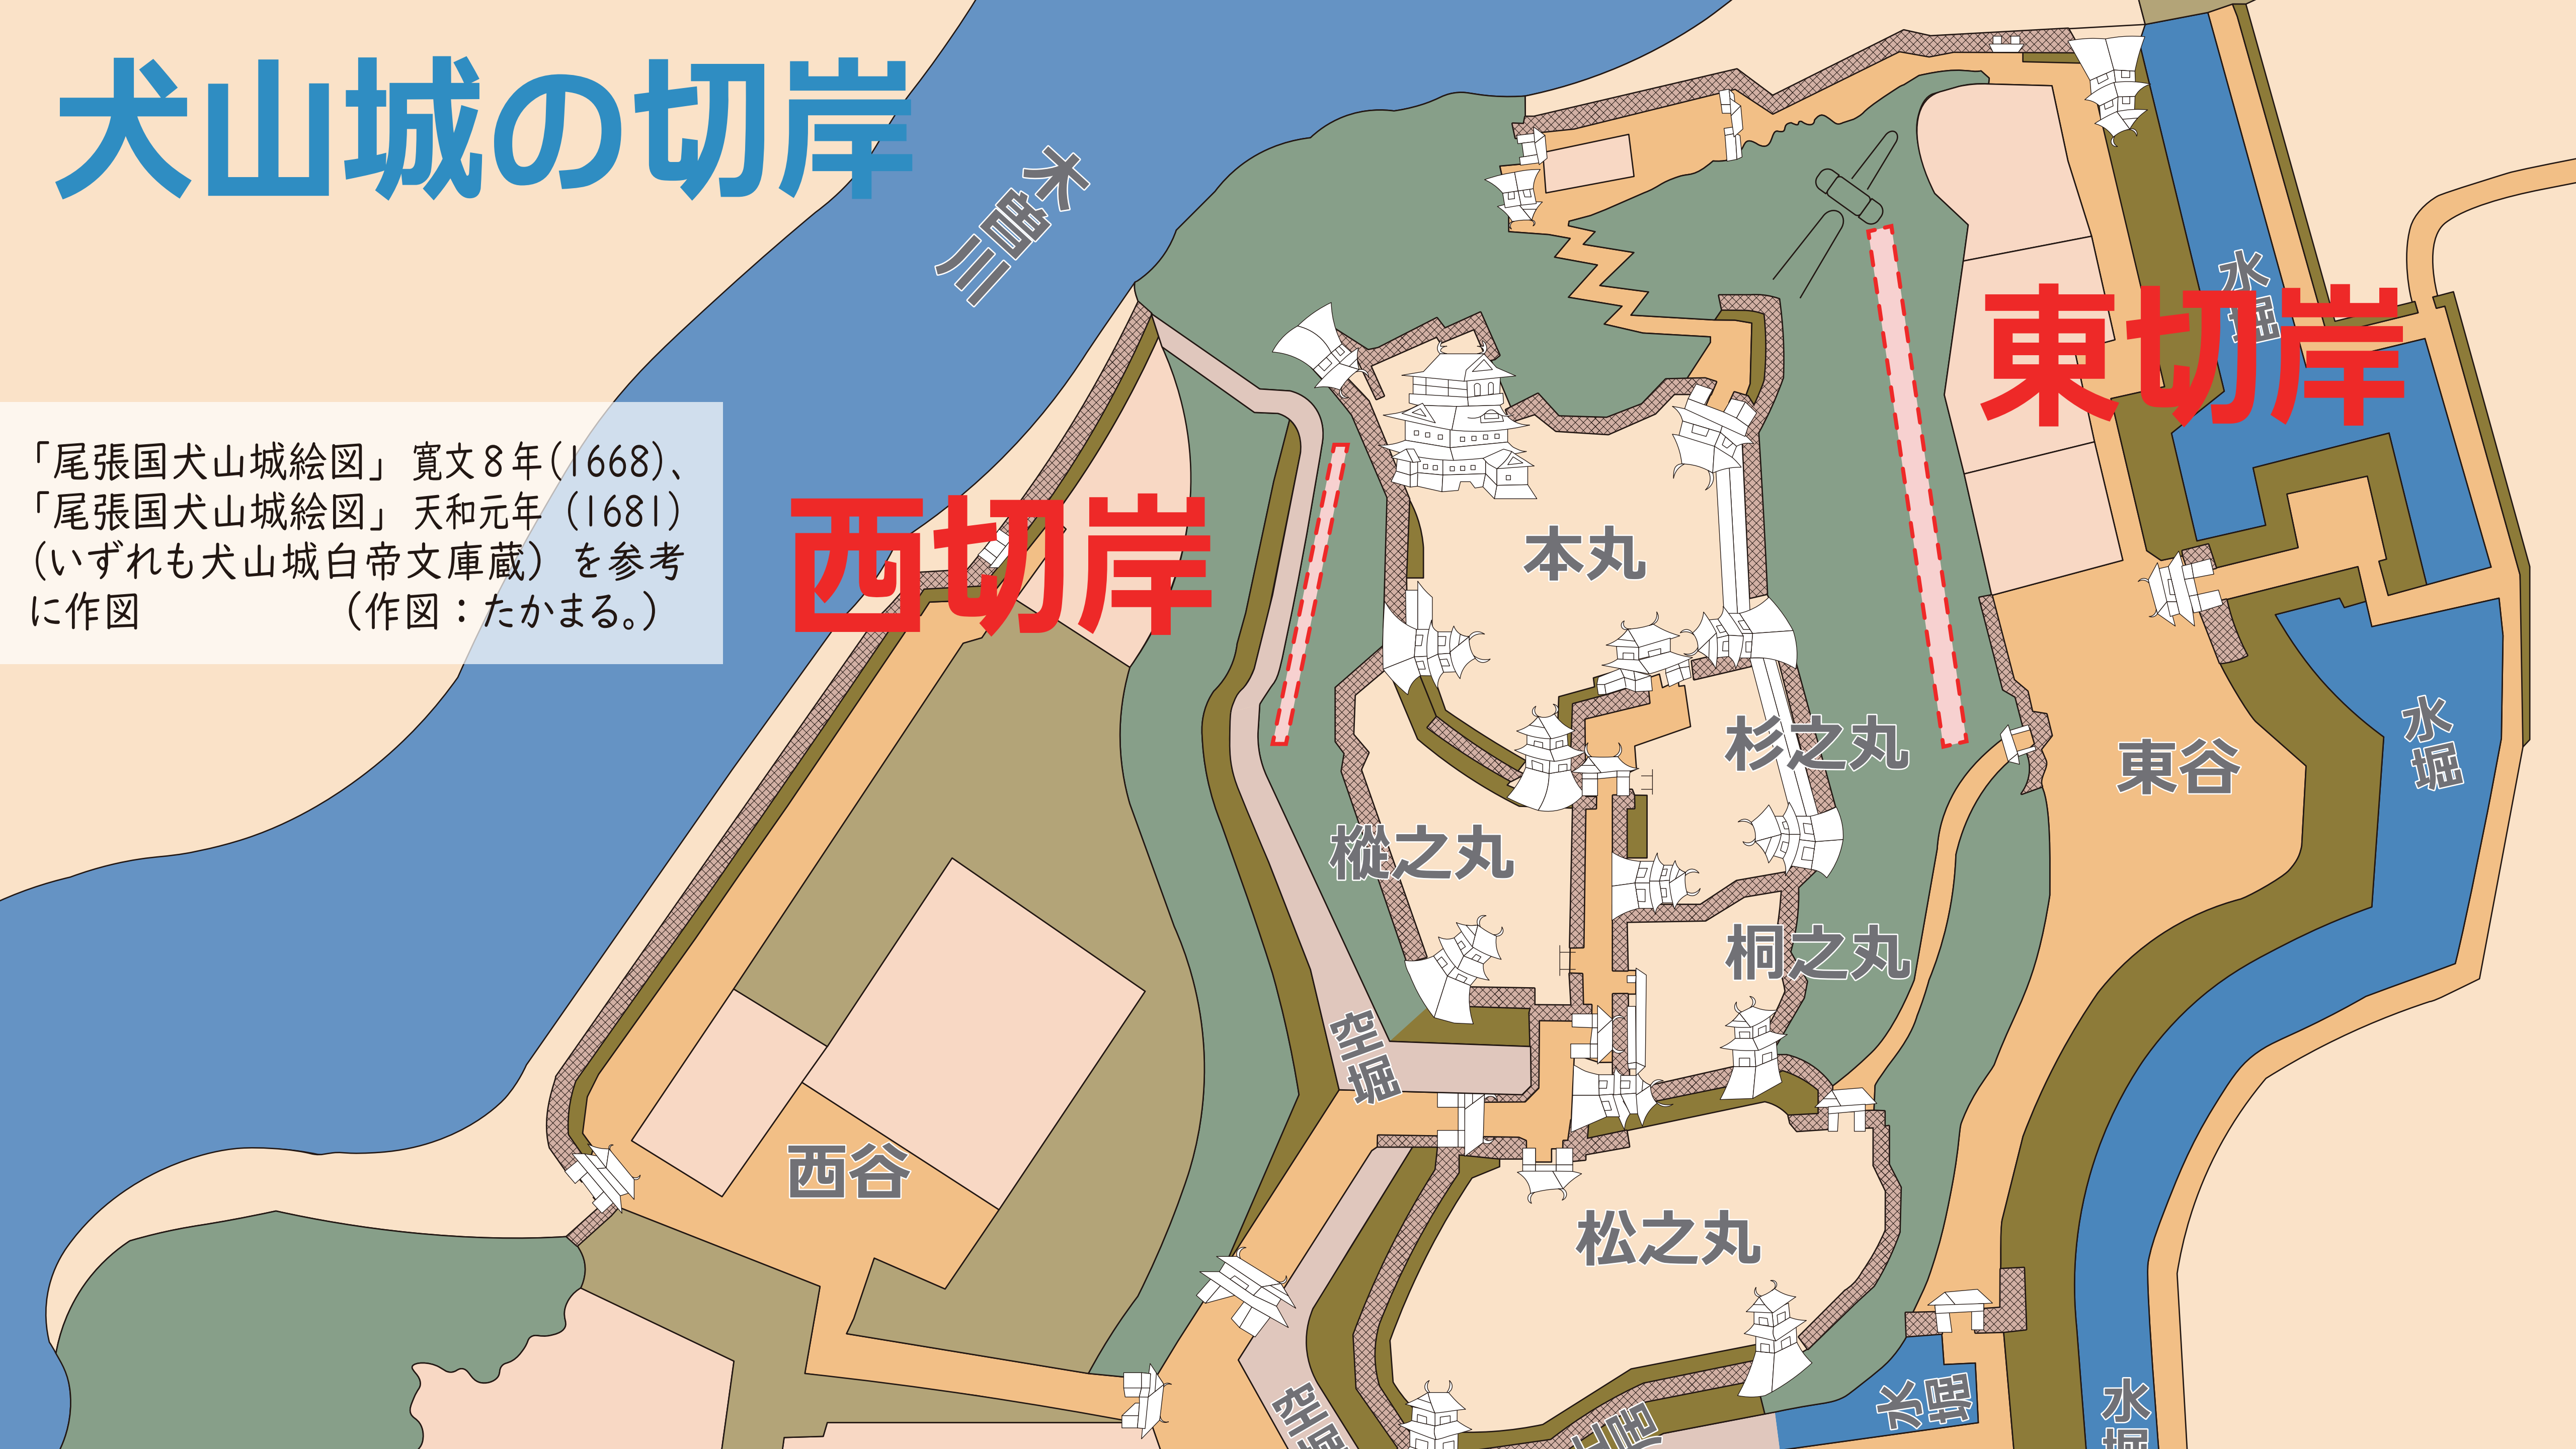 犬山城の切岸
木曽川
「尾張国犬山城絵図」寛文８年(1668)、
「尾張国犬山城絵図」天和元年（1681）
（いずれも犬山城白帝文庫蔵）を参考
に作図　　　　　（作図：たかまる。）
西切岸
東切岸
水堀
本丸
杉之丸
東谷
水堀
樅之丸
桐之丸
空堀
西谷
松之丸
空堀
水堀
水堀